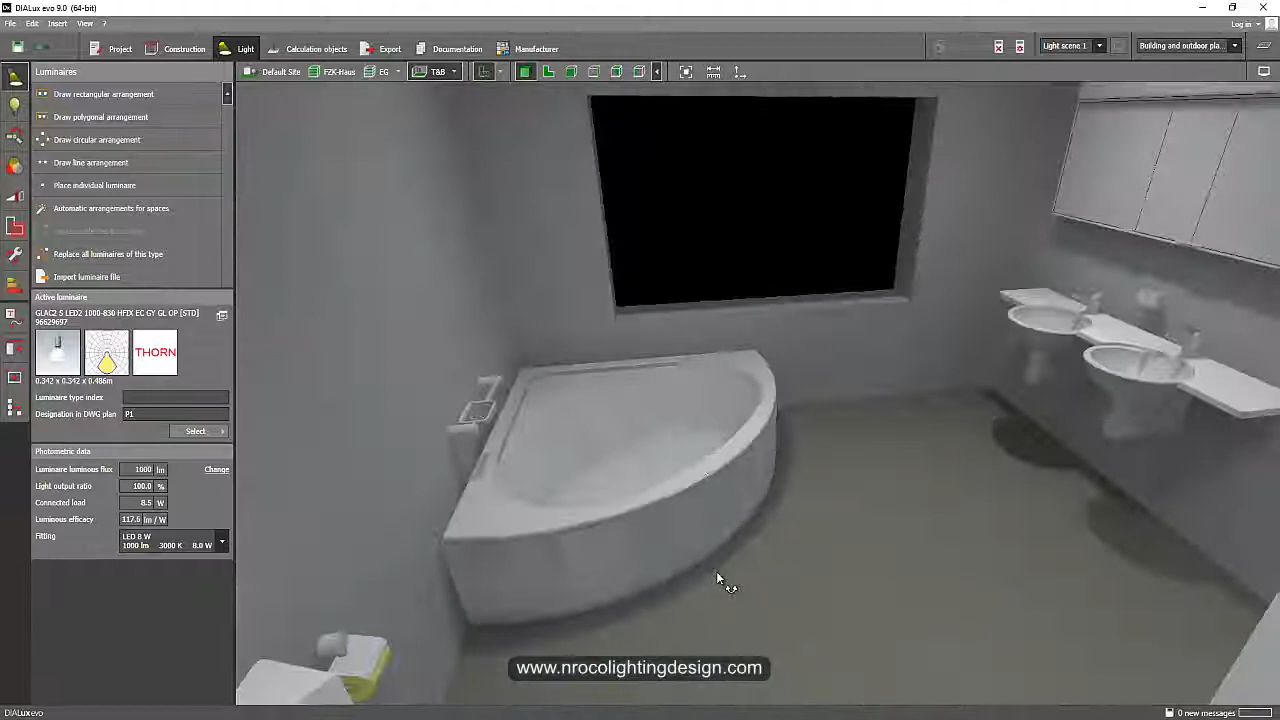 DIALux evo 9.0 (64-bit)
File Edit Insert View ?
Log in
Project Construction Light Calculation objects Export Documentation Manufacturer
Light scene 1
Building and outdoor pla...
Luminaires
Default Site FZK-Haus EG T&B
Draw rectangular arrangement
Draw polygonal arrangement
Draw circular arrangement
Draw line arrangement
Place individual luminaire
Automatic arrangements for spaces
Replace all luminaires of this type
Import luminaire file
Active luminaire
GLAC2 S LED2 1000-830 HFIX EC GY GL OP [STD]
96629697
THORN
0.342 x 0.342 x 0.486m
Luminaire type index
Designation in DWG plan P1
Select
Photometric data
Luminaire luminous flux 1000 lm Change
Light output ratio 100.0 %
Connected load 8.5 W
Luminous efficacy 117.6 lm / W
Fitting LED 8 W
1000 lm 3000 K 8.0 W
www.nrocolightingdesign.com
DIALux evo
0 new messages